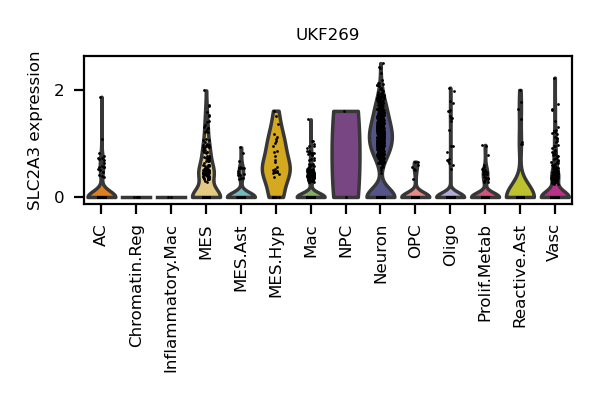 UKF269
SLC2A3 expression
2
0
AC
Chromatin.Reg
Inflammatory.Mac
MES
MES.Ast
MES.Hyp
Mac
NPC
Neuron
OPC
Oligo
Prolif.Metab
Reactive.Ast
Vasc